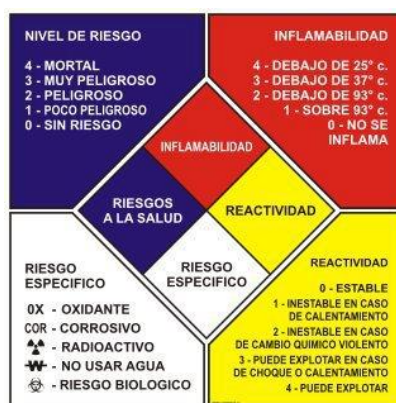 NIVEL DE RIESGO
4 - MORTAL
3 - MUY PELIGROSO
2 - PELIGROSO
1 - POCO PELIGROSO
0 - SIN RIESGO
INFLAMABILIDAD
4 - DEBAJO DE 25° c.
3 - DEBAJO DE 37° c.
2 - DEBAJO DE 93° c.
1 - SOBRE 93° c.
0 - NO SE
INFLAMA
INFLAMABILIDAD
RIESGOS
A LA SALUD
REACTIVIDAD
RIESGO
ESPECIFICO
RIESGO
ESPECIFICO
0X - OXIDANTE
COR - CORROSIVO
- RADIOACTIVO
W - NO USAR AGUA
- RIESGO BIOLOGICO
REACTIVIDAD
0 - ESTABLE
1 - INESTABLE EN CASO
DE CALENTAMIENTO
2 - INESTABLE EN CASO
DE CAMBIO QUIMICO VIOLENTO
3 - PUEDE EXPLOTAR EN CASO
DE CHOQUE O CALENTAMIENTO
4 - PUEDE EXPLOTAR